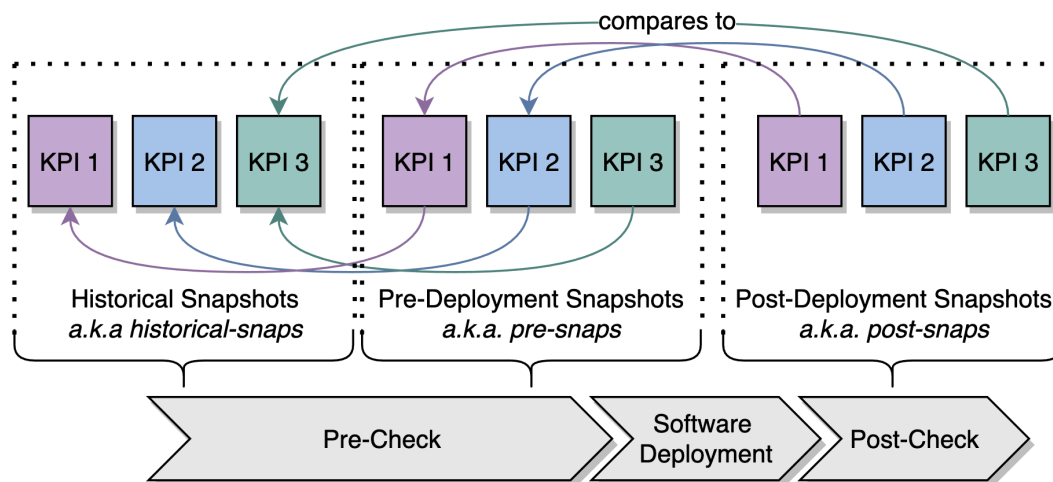 compares to
KPI 1
KPI 2
KPI 3
KPI 1
KPI 2
KPI 3
KPI 1
KPI 2
KPI 3
Historical Snapshots
a.k.a historical-snaps
Pre-Deployment Snapshots
a.k.a. pre-snaps
Post-Deployment Snapshots
a.k.a. post-snaps
Pre-Check
Software
Deployment
Post-Check